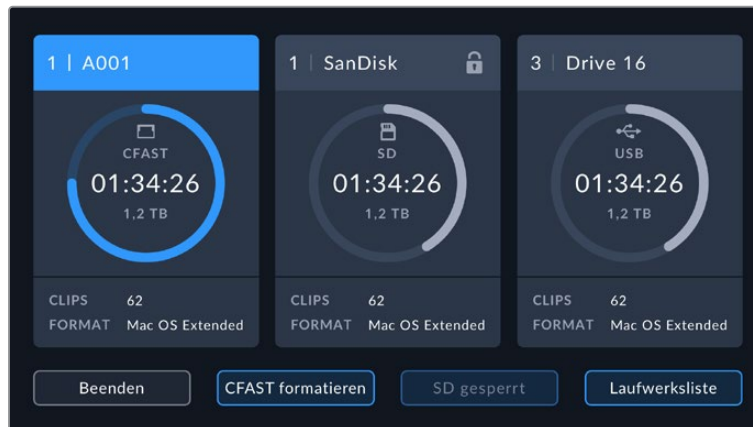 1 | A001
CFAST
01:34:26
1,2 TB
CLIPS 62
FORMAT Mac OS Extended
1 | SanDisk
SD
01:34:26
1,2 TB
CLIPS 62
FORMAT Mac OS Extended
3 | Drive 16
USB
01:34:26
1,2 TB
CLIPS 62
FORMAT Mac OS Extended
Beenden
CFAST formatieren
SD gesperrt
Laufwerksliste